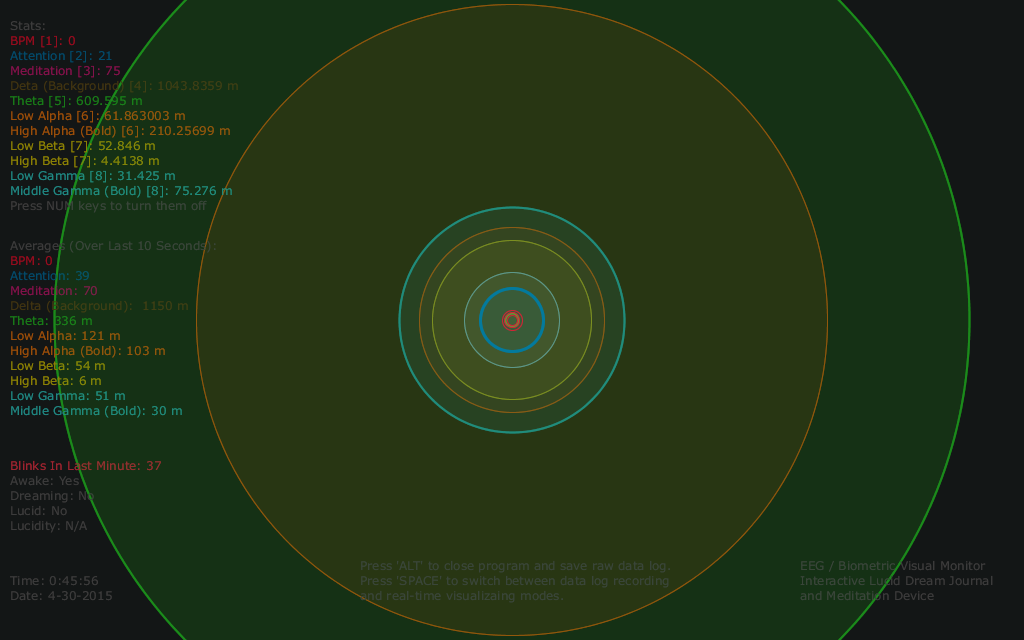 Stats:
BPM [1]: 0
Attention [2]: 21
Meditation [3]: 75
Deta (Background) [4]: 1043.8359 m
Theta [5]: 609.595 m
Low Alpha [6]: 61.863003 m
High Alpha (Bold) [6]: 210.25699 m
Low Beta [7]: 52.846 m
High Beta [7]: 4.4138 m
Low Gamma [8]: 31.425 m
Middle Gamma (Bold) [8]: 75.276 m
Press NUM keys to turn them off
Averages (Over Last 10 Seconds):
BPM: 0
Attention: 39
Meditation: 70
Delta (Background): 1150 m
Theta: 336 m
Low Alpha: 121 m
High Alpha (Bold): 103 m
Low Beta: 54 m
High Beta: 6 m
Low Gamma: 51 m
Middle Gamma (Bold): 30 m
Blinks In Last Minute: 37
Awake: Yes
Dreaming: No
Lucid: No
Lucidity: N/A
Time: 0:45:56
Date: 4-30-2015
Press 'ALT' to close program and save raw data log.
Press 'SPACE' to switch between data log recording
and real-time visualizaing modes.
EEG / Biometric Visual Monitor
Interactive Lucid Dream Journal
and Meditation Device